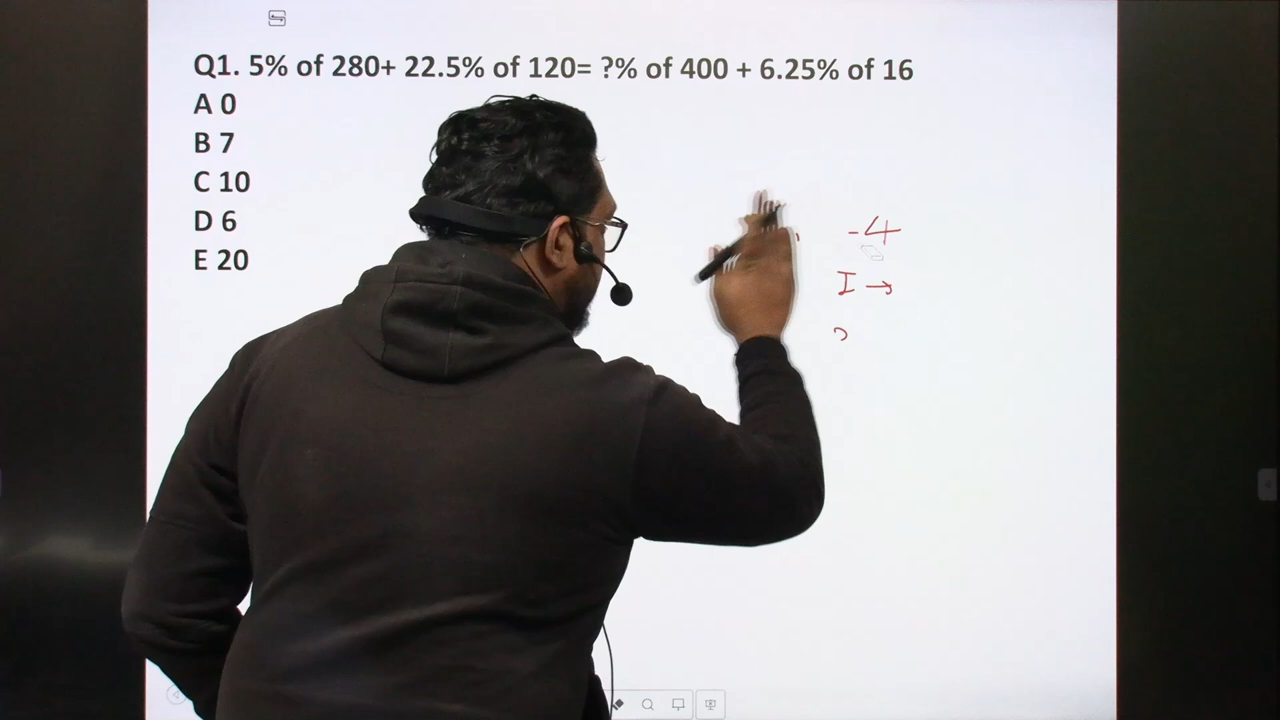 Q1. 5% of 280+ 22.5% of 120= ?% of 400 + 6.25% of 16
A 0
B 7
C 10
D 6
E 20
-4
I →